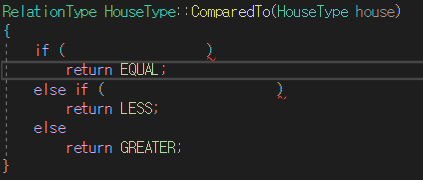 RelationType HouseType::ComparedTo(HouseType house)
{
if ( )
return EQUAL;
else if ( )
return LESS;
else
return GREATER;
}